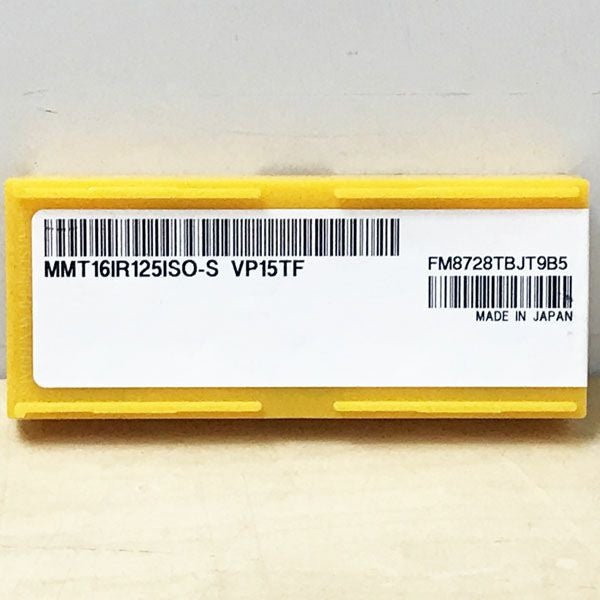 MMT16IR125ISO-S VP15TF
FM8728TBJT9B5
MADE IN JAPAN